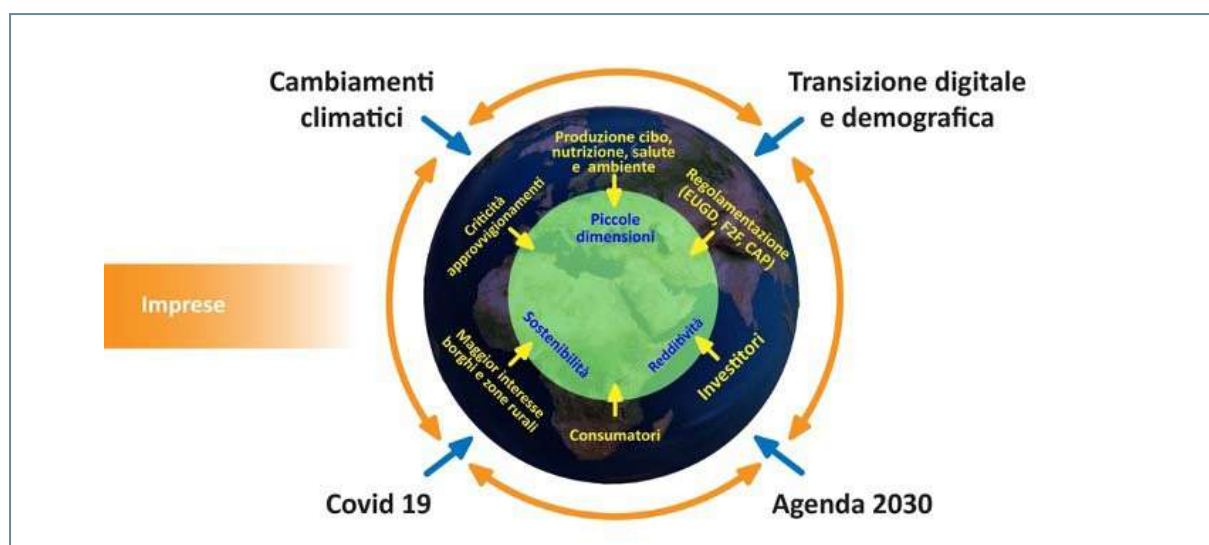 Cambiamenti
climatici
Transizione digitale
e demografica
Produzione cibo,
nutrizione, salute
e ambiente
Criticità
approvvigionamenti
Regolamentazione
(EUGD, F2F, CAP)
Piccole
dimensioni
Imprese
Sostenibilità
Redditività
Maggior interesse
borghi e zone rurali
Investitori
Consumatori
Covid 19
Agenda 2030